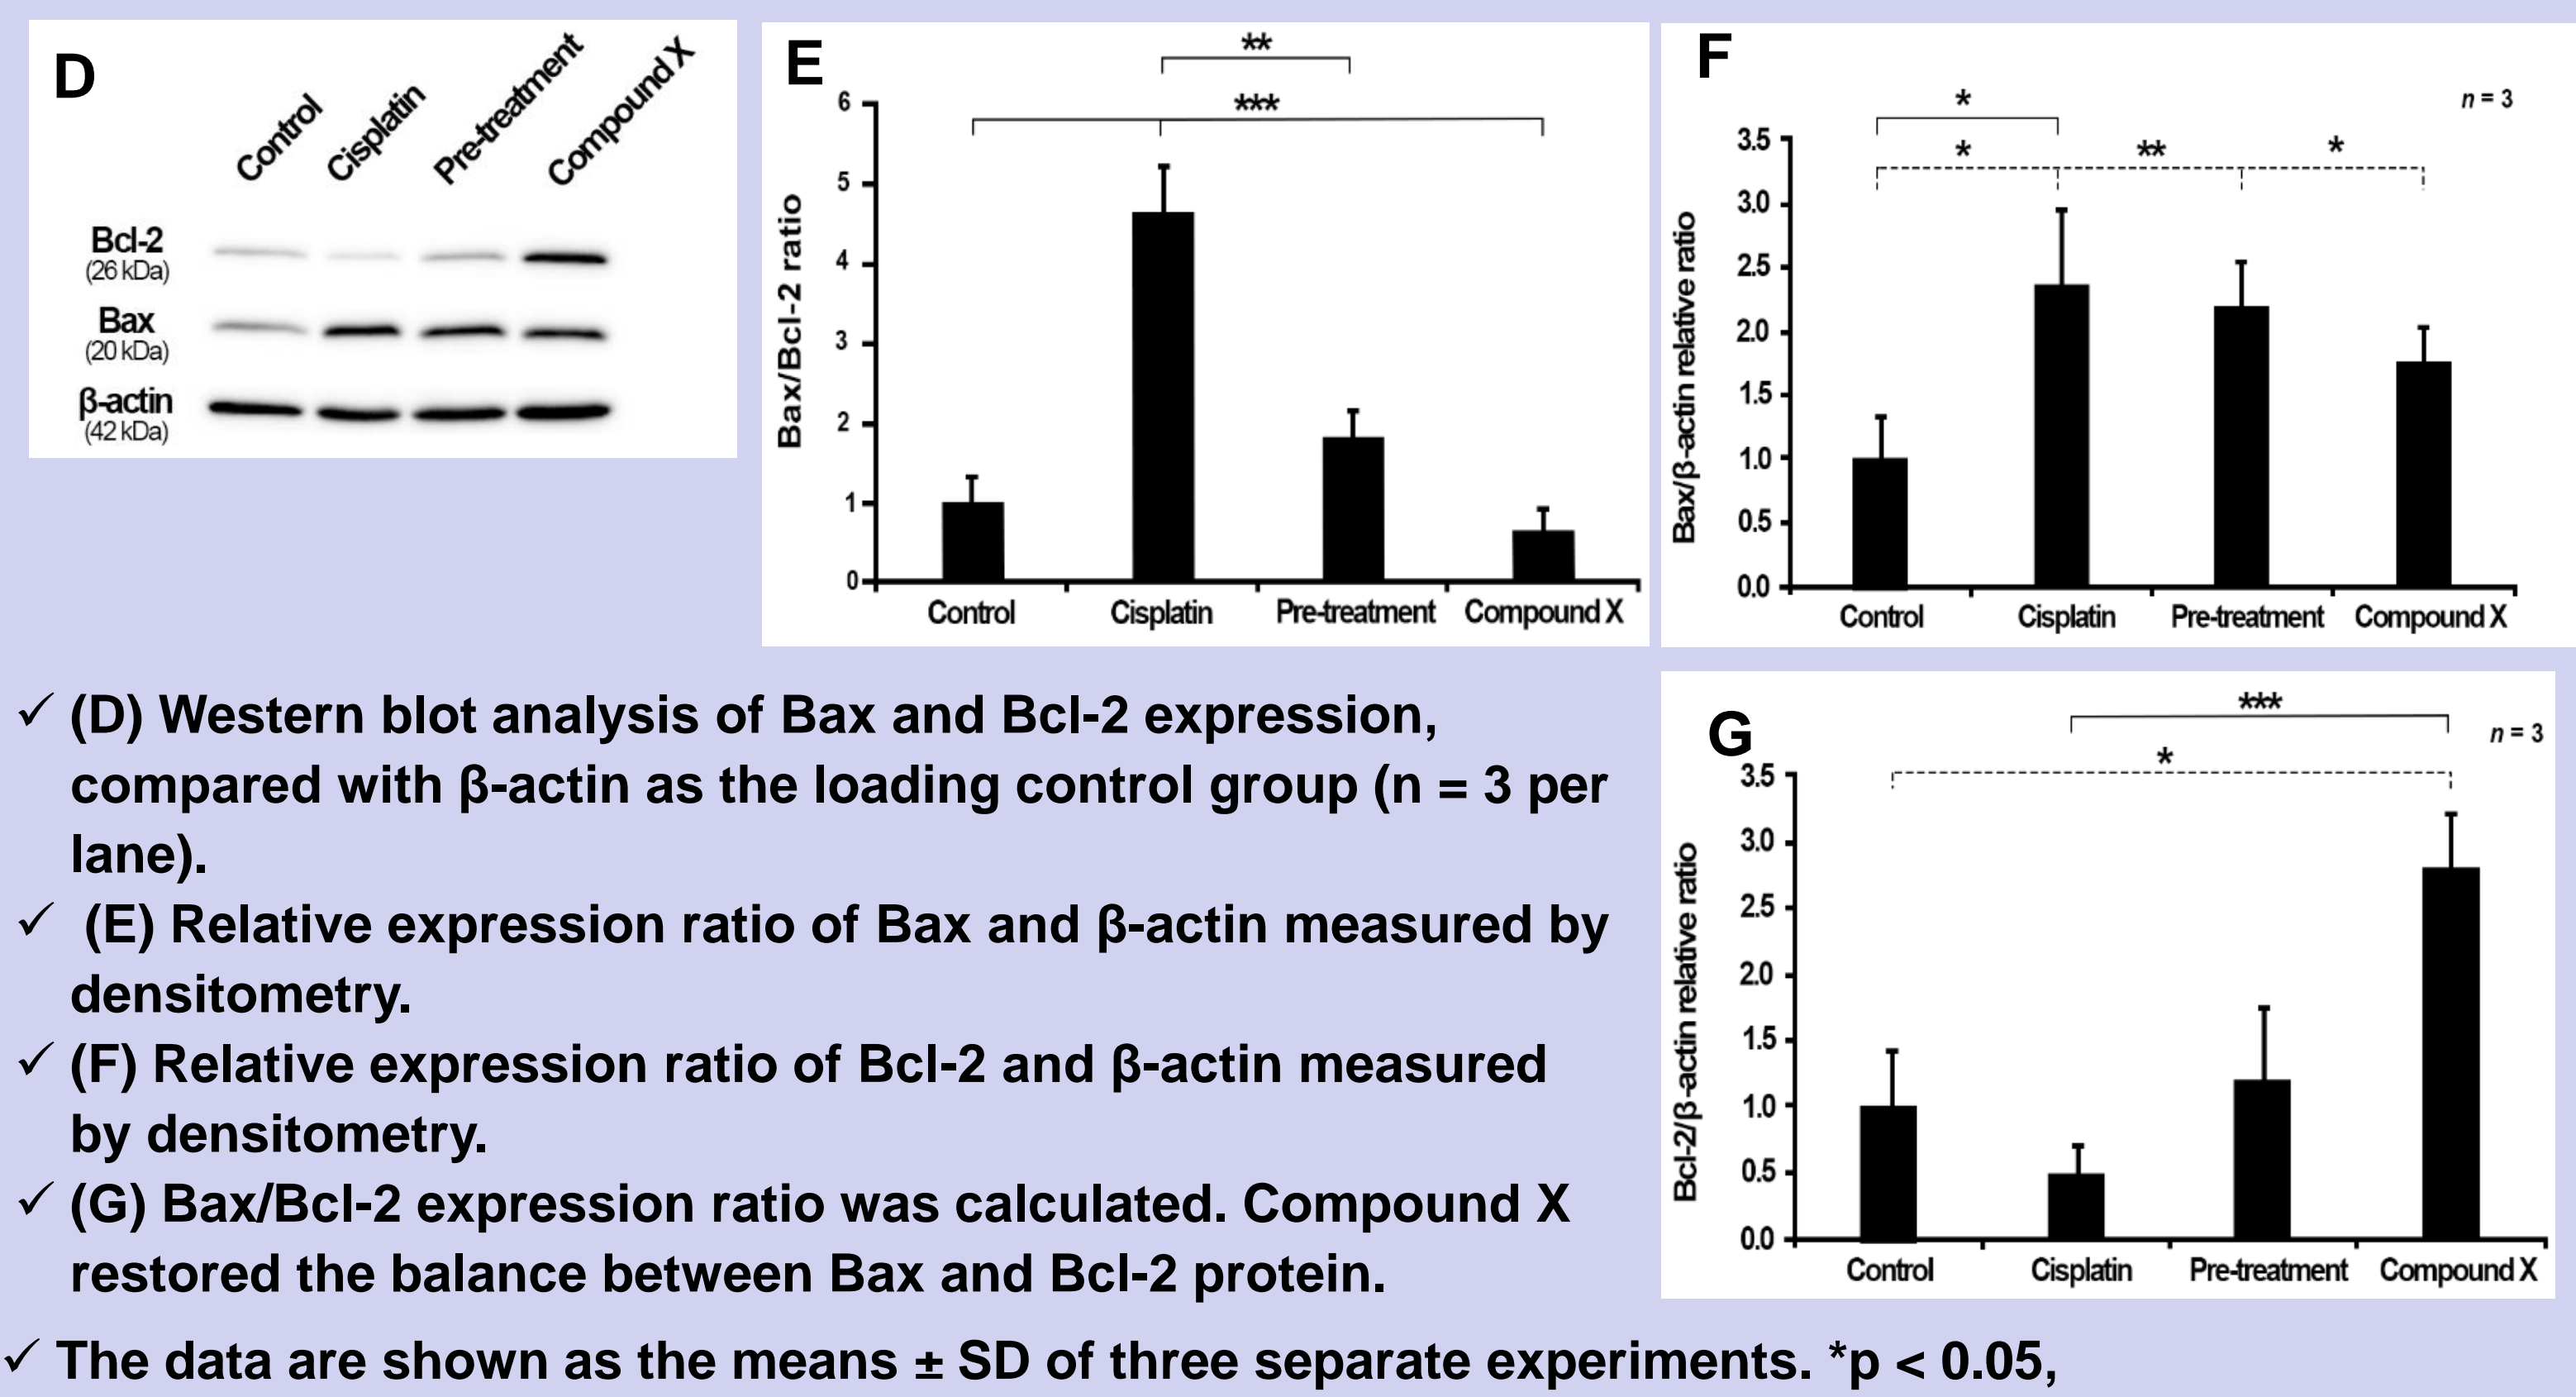 D
Control
Cisplatin
Pre-treatment
Compound X
Bcl-2
(26 kDa)
Bax
(20 kDa)
β-actin
(42 kDa)
E
**
***
Bax/Bcl-2 ratio
6
5
4
3
2
1
0
Control Cisplatin Pre-treatment Compound X
F
n = 3
*
* ** *
Bax/β-actin relative ratio
3.5
3.0
2.5
2.0
1.5
1.0
0.5
0.0
Control Cisplatin Pre-treatment Compound X
✓ (D) Western blot analysis of Bax and Bcl-2 expression,
compared with β-actin as the loading control group (n = 3 per
lane).
✓ (E) Relative expression ratio of Bax and β-actin measured by
densitometry.
✓ (F) Relative expression ratio of Bcl-2 and β-actin measured
by densitometry.
✓ (G) Bax/Bcl-2 expression ratio was calculated. Compound X
restored the balance between Bax and Bcl-2 protein.
G
***
n = 3
*
Bcl-2/β-actin relative ratio
3.5
3.0
2.5
2.0
1.5
1.0
0.5
0.0
Control Cisplatin Pre-treatment Compound X
✓ The data are shown as the means ± SD of three separate experiments. *p < 0.05,